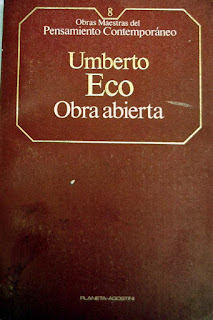 8
Obras Maestras del
Pensamiento Contemporáneo
Umberto
Eco
Obra abierta
PLANETA-AGOSTINI